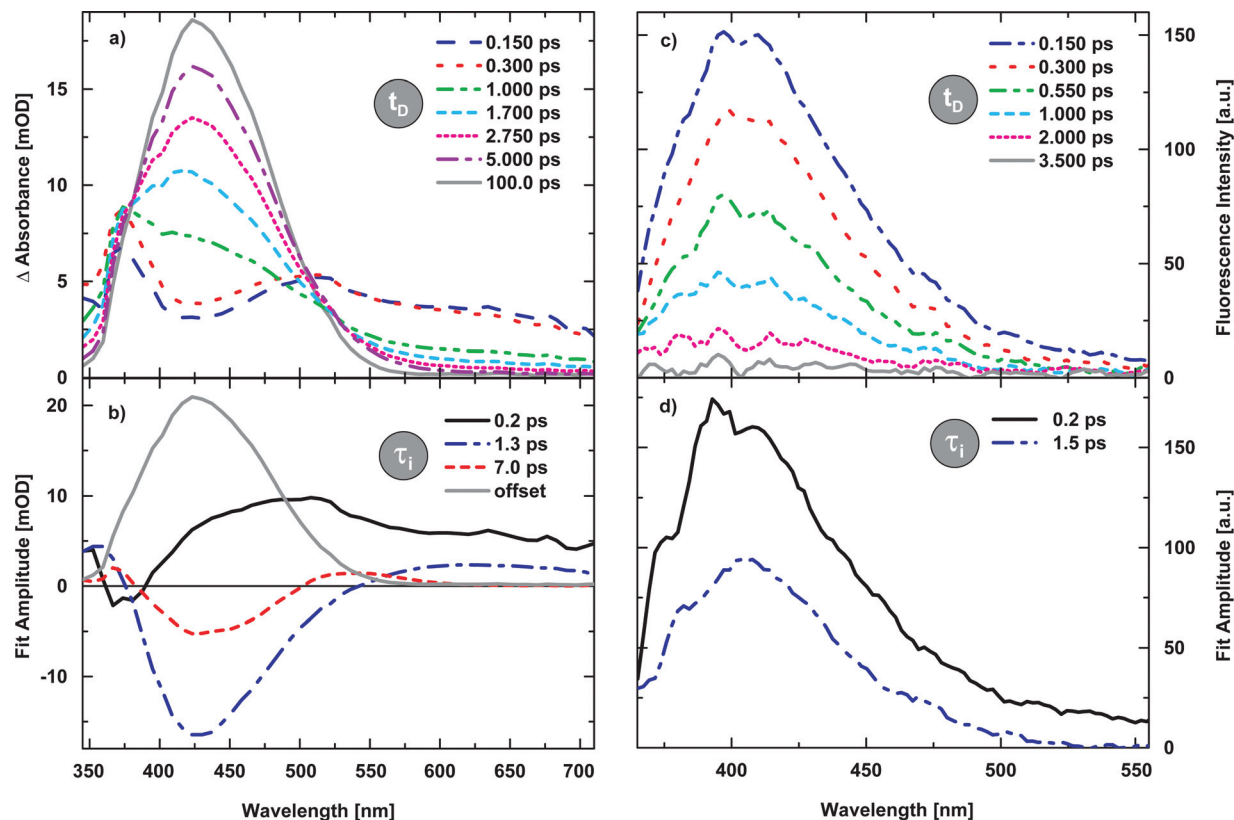 a)
Δ Absorbance [mOD]
15
10
5
0
tD
0.150 ps
0.300 ps
1.000 ps
1.700 ps
2.750 ps
5.000 ps
100.0 ps
b)
Fit Amplitude [mOD]
20
10
0
-10
τi
0.2 ps
1.3 ps
7.0 ps
offset
350 400 450 500 550 600 650 700
Wavelength [nm]
c)
tD
0.150 ps
0.300 ps
0.550 ps
1.000 ps
2.000 ps
3.500 ps
150
100
50
0
Fluorescence Intensity [a.u.]
d)
τi
0.2 ps
1.5 ps
150
100
50
0
Fit Amplitude [a.u.]
400 450 500 550
Wavelength [nm]